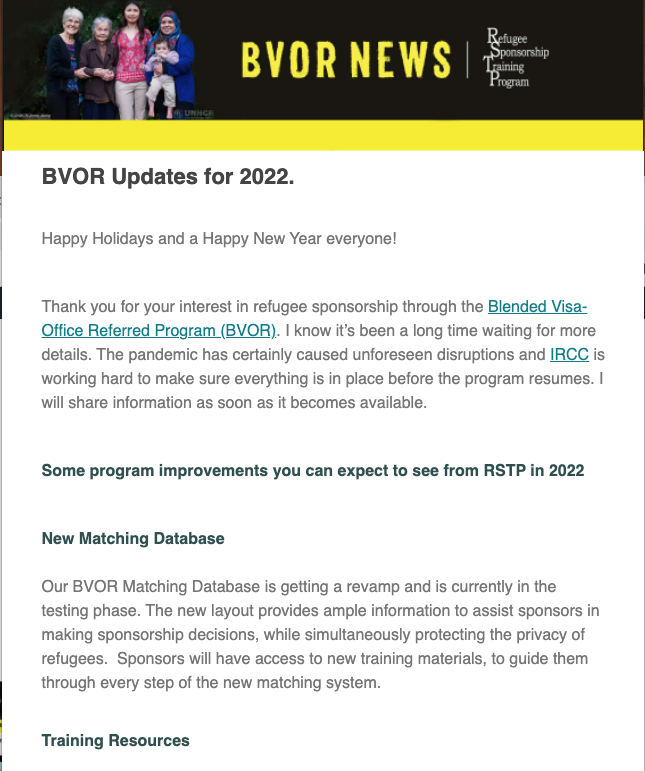 BVOR NEWS
Refugee
Sponsorship
Training
Program
UNHCR
BVOR Updates for 2022.
Happy Holidays and a Happy New Year everyone!
Thank you for your interest in refugee sponsorship through the Blended Visa-
Office Referred Program (BVOR). I know it’s been a long time waiting for more
details. The pandemic has certainly caused unforeseen disruptions and IRCC is
working hard to make sure everything is in place before the program resumes. I
will share information as soon as it becomes available.
Some program improvements you can expect to see from RSTP in 2022
New Matching Database
Our BVOR Matching Database is getting a revamp and is currently in the
testing phase. The new layout provides ample information to assist sponsors in
making sponsorship decisions, while simultaneously protecting the privacy of
refugees.  Sponsors will have access to new training materials, to guide them
through every step of the new matching system.
Training Resources